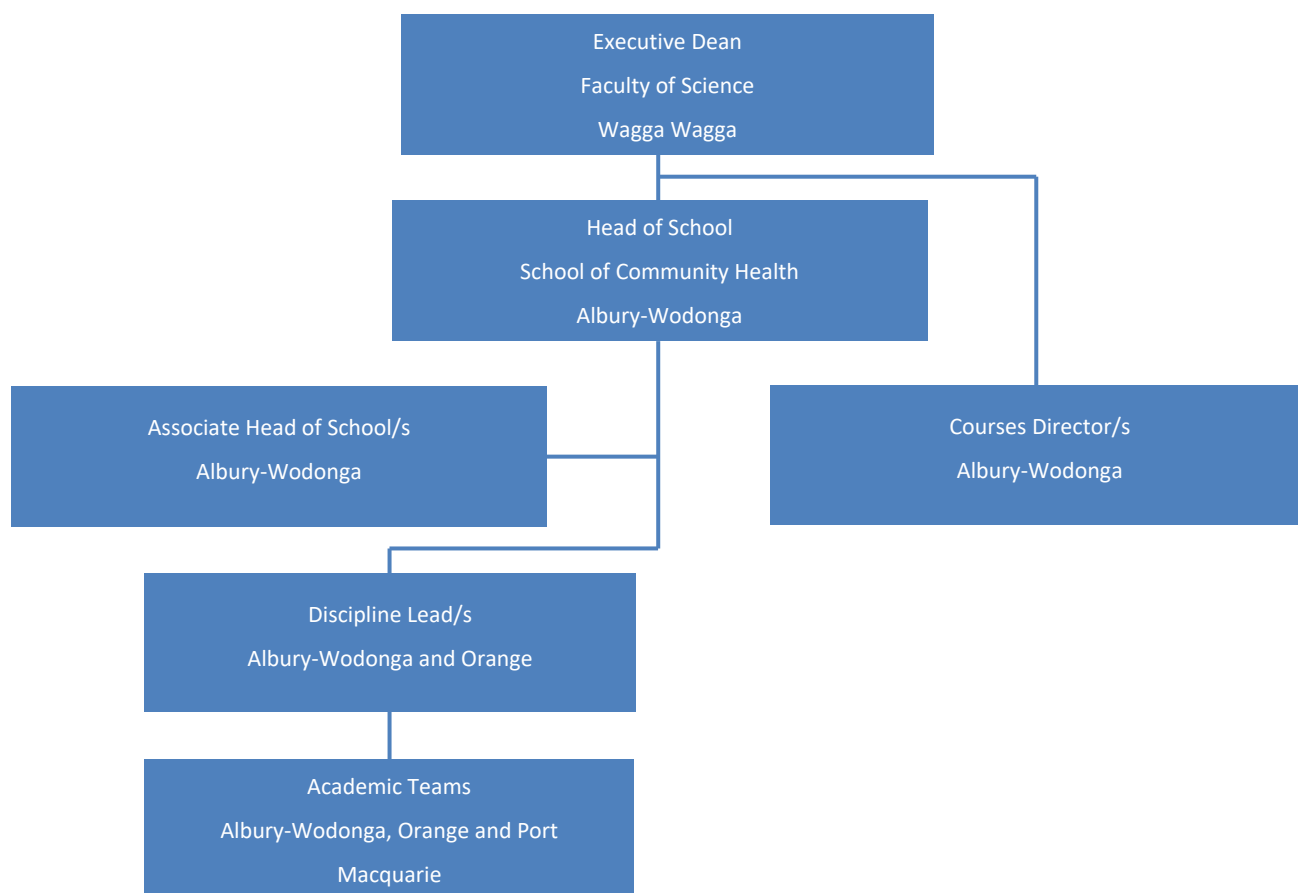 Executive Dean
Faculty of Science
Wagga Wagga
Head of School
School of Community Health
Albury-Wodonga
Associate Head of School/s
Albury-Wodonga
Courses Director/s
Albury-Wodonga
Discipline Lead/s
Albury-Wodonga and Orange
Academic Teams
Albury-Wodonga, Orange and Port
Macquarie